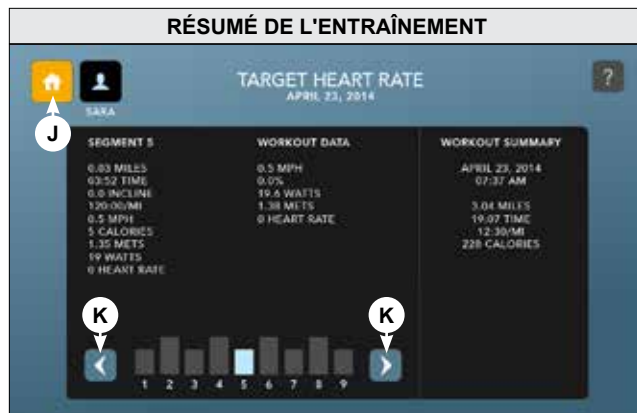 RÉSUMÉ DE L'ENTRAÎNEMENT
TARGET HEART RATE
APRIL 23, 2014
?
SARA
J
SEGMENT 5
0.03 MILES
03:52 TIME
0.0 INCLINE
120:00/MI
0.5 MPH
5 CALORIES
1.35 METS
19 WATTS
0 HEART RATE
WORKOUT DATA
0.5 MPH
0.0%
19.6 WATTS
1.38 METS
0 HEART RATE
WORKOUT SUMMARY
APRIL 23, 2014
07:37 AM
3.04 MILES
19.07 TIME
12:30/MI
228 CALORIES
K
K
1 2 3 4 5 6 7 8 9